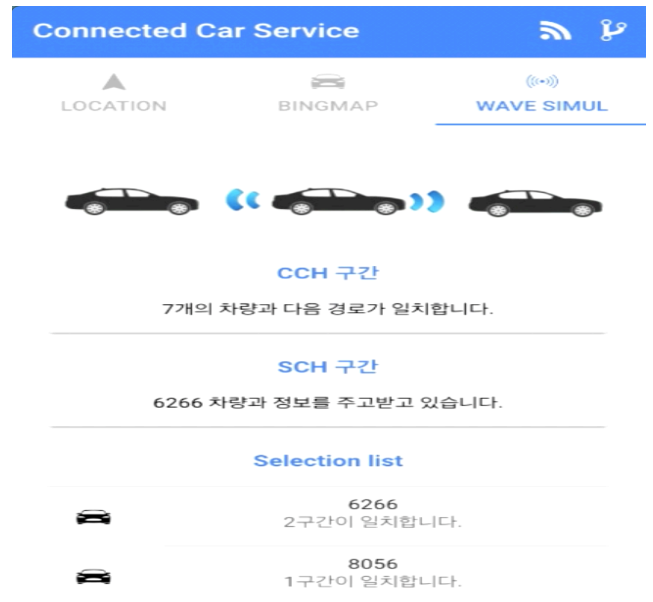 Connected Car Service
LOCATION
BINGMAP
WAVE SIMUL
CCH 구간
7개의 차량과 다음 경로가 일치합니다.
SCH 구간
6266 차량과 정보를 주고받고 있습니다.
Selection list
6266
2구간이 일치합니다.
8056
1구간이 일치합니다.